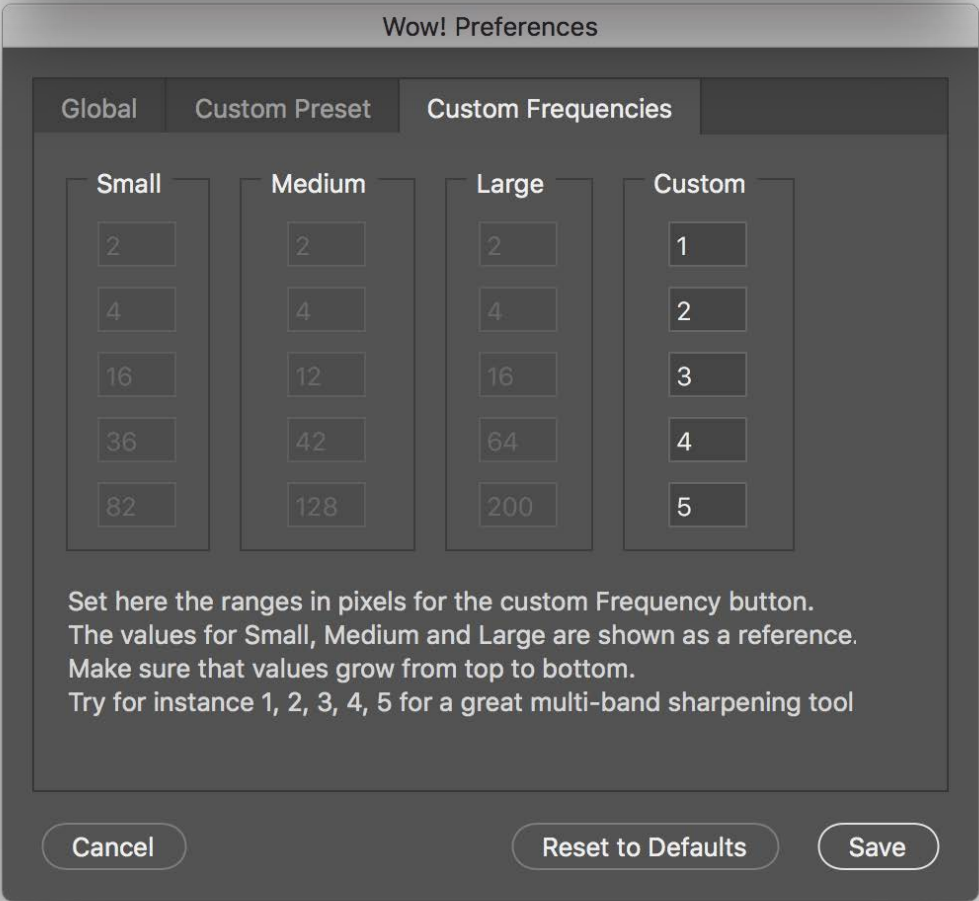 Wow! Preferences
Global Custom Preset Custom Frequencies
Small Medium Large Custom
2 2 2 1
4 4 4 2
16 12 16 3
36 42 64 4
82 128 200 5
Set here the ranges in pixels for the custom Frequency button.
The values for Small, Medium and Large are shown as a reference.
Make sure that values grow from top to bottom.
Try for instance 1, 2, 3, 4, 5 for a great multi-band sharpening tool
Cancel Reset to Defaults Save